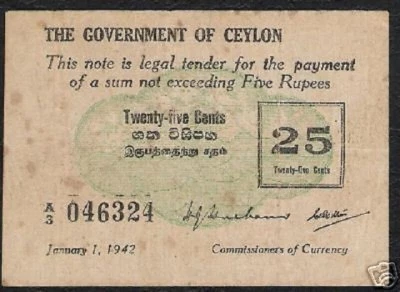 THE GOVERNMENT OF CEYLON
This note is legal tender for the payment
of a sum not exceeding Five Rupees
Twenty-five Cents
ශත විසිපහ
இருபத்தைந்து சதம்
25
Twenty-five Cents
A/3 046324
January 1, 1942
Commissioners of Currency